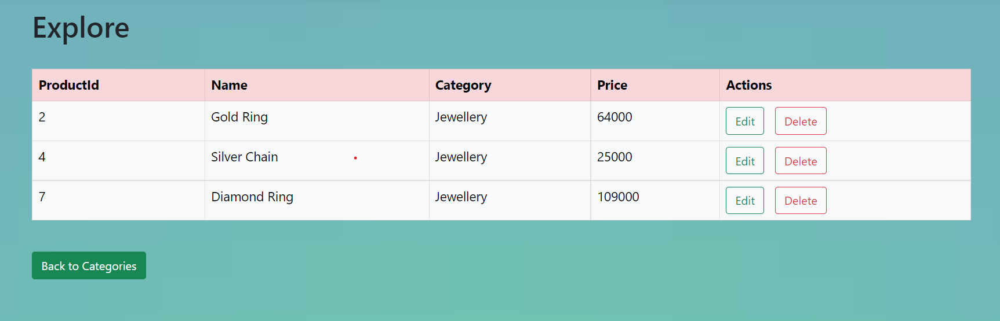 Explore
ProductId Name Category Price Actions
2 Gold Ring Jewellery 64000 Edit Delete
4 Silver Chain Jewellery 25000 Edit Delete
7 Diamond Ring Jewellery 109000 Edit Delete
Back to Categories